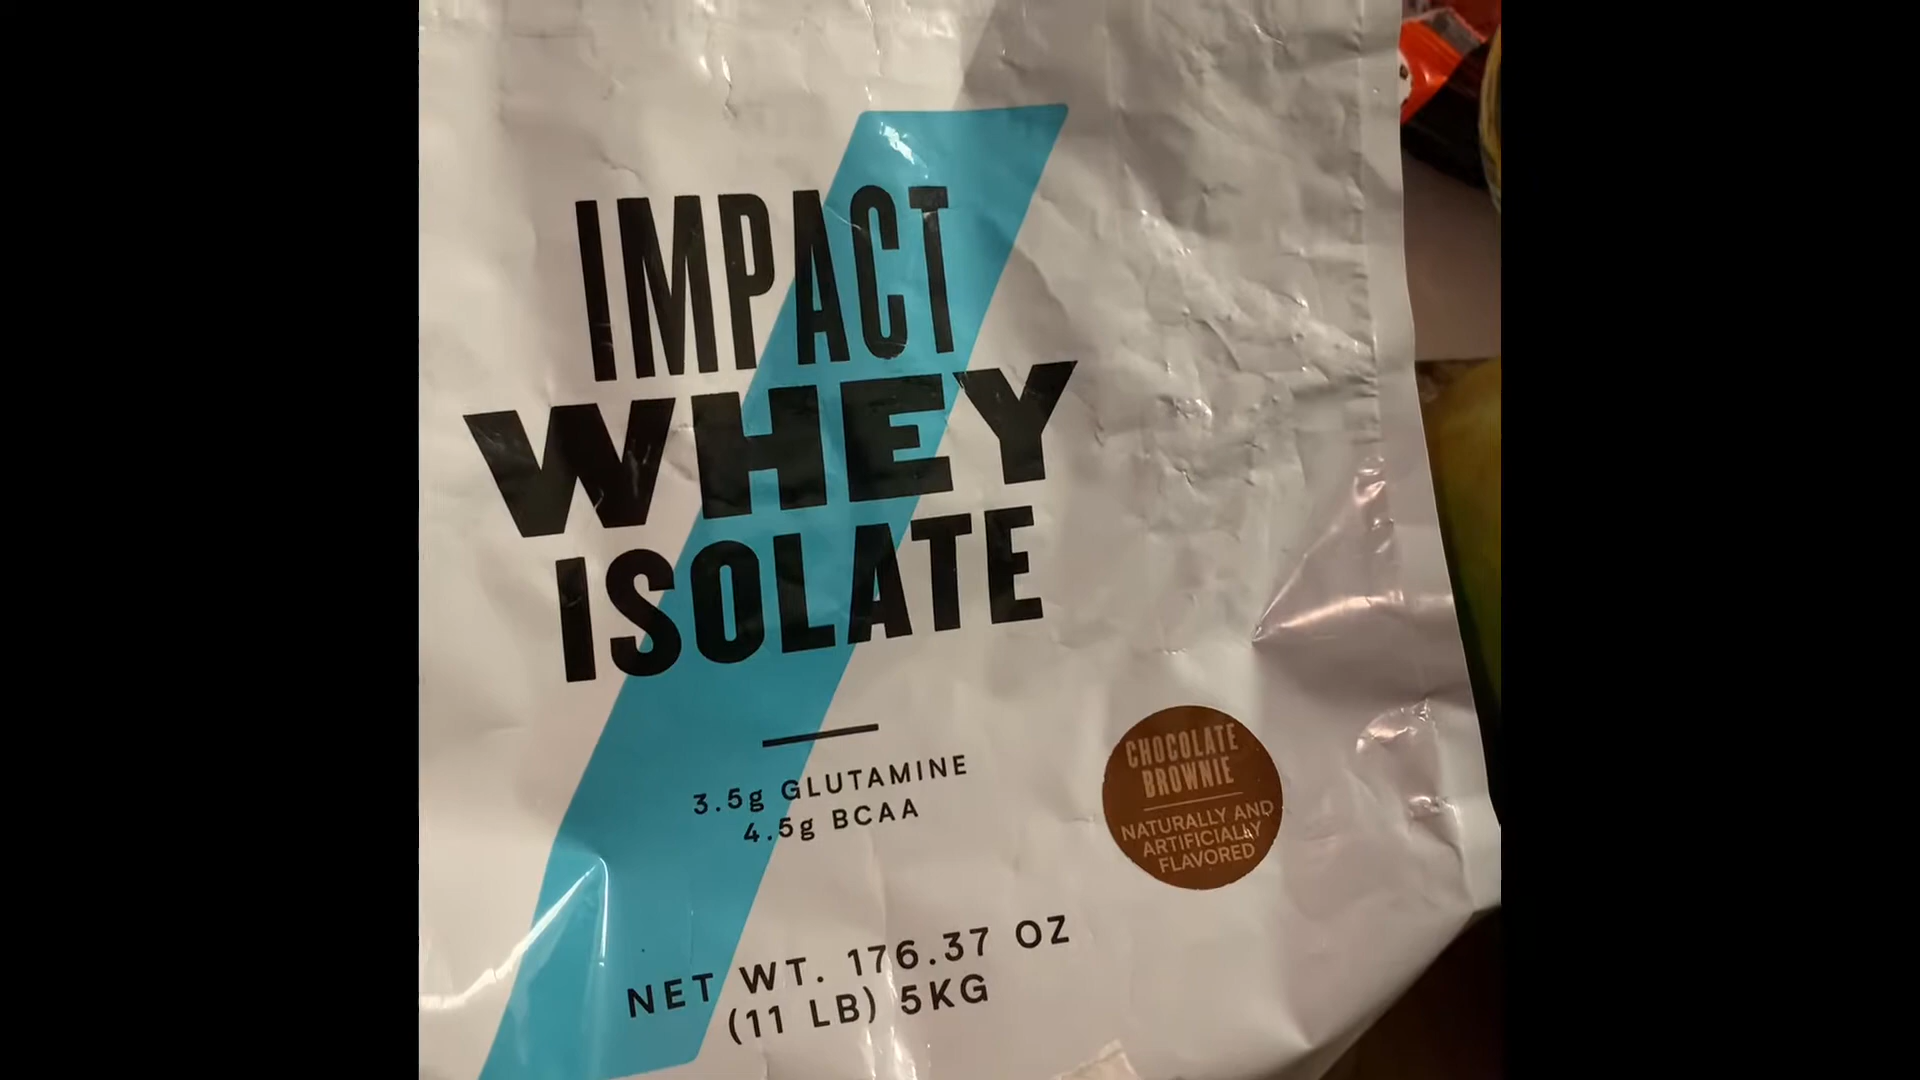 IMPACT
WHEY
ISOLATE
3.5g GLUTAMINE
4.5g BCAA
CHOCOLATE
BROWNIE
NATURALLY AND
ARTIFICIALLY
FLAVORED
NET WT. 176.37 OZ
(11 LB) 5KG